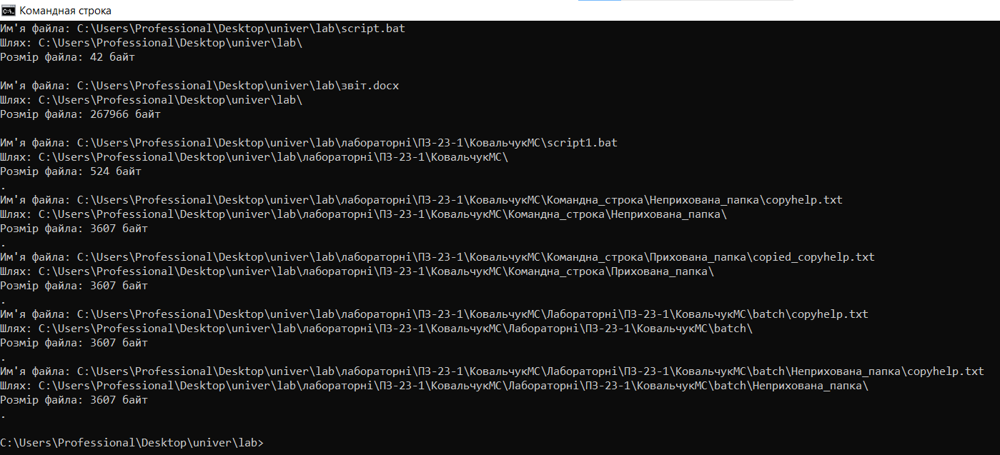 Командная строка
Им'я файла: C:\Users\Professional\Desktop\univer\lab\script.bat
Шлях: C:\Users\Professional\Desktop\univer\lab\
Розмір файла: 42 байт
Им'я файла: C:\Users\Professional\Desktop\univer\lab\звіт.docx
Шлях: C:\Users\Professional\Desktop\univer\lab\
Розмір файла: 267966 байт
Им'я файла: C:\Users\Professional\Desktop\univer\lab\лабораторні\ПЗ-23-1\КовальчукМС\script1.bat
Шлях: C:\Users\Professional\Desktop\univer\lab\лабораторні\ПЗ-23-1\КовальчукМС\
Розмір файла: 524 байт
.
Им'я файла: C:\Users\Professional\Desktop\univer\lab\лабораторні\ПЗ-23-1\КовальчукМС\Командна_строка\Неприхована_папка\copyhelp.txt
Шлях: C:\Users\Professional\Desktop\univer\lab\лабораторні\ПЗ-23-1\КовальчукМС\Командна_строка\Неприхована_папка\
Розмір файла: 3607 байт
.
Им'я файла: C:\Users\Professional\Desktop\univer\lab\лабораторні\ПЗ-23-1\КовальчукМС\Командна_строка\Прихована_папка\copied_copyhelp.txt
Шлях: C:\Users\Professional\Desktop\univer\lab\лабораторні\ПЗ-23-1\КовальчукМС\Командна_строка\Прихована_папка\
Розмір файла: 3607 байт
.
Им'я файла: C:\Users\Professional\Desktop\univer\lab\лабораторні\ПЗ-23-1\КовальчукМС\Лабораторні\ПЗ-23-1\КовальчукМС\batch\copyhelp.txt
Шлях: C:\Users\Professional\Desktop\univer\lab\лабораторні\ПЗ-23-1\КовальчукМС\Лабораторні\ПЗ-23-1\КовальчукМС\batch\
Розмір файла: 3607 байт
.
Им'я файла: C:\Users\Professional\Desktop\univer\lab\лабораторні\ПЗ-23-1\КовальчукМС\Лабораторні\ПЗ-23-1\КовальчукМС\batch\Неприхована_папка\copyhelp.txt
Шлях: C:\Users\Professional\Desktop\univer\lab\лабораторні\ПЗ-23-1\КовальчукМС\Лабораторні\ПЗ-23-1\КовальчукМС\batch\Неприхована_папка\
Розмір файла: 3607 байт
.
C:\Users\Professional\Desktop\univer\lab>